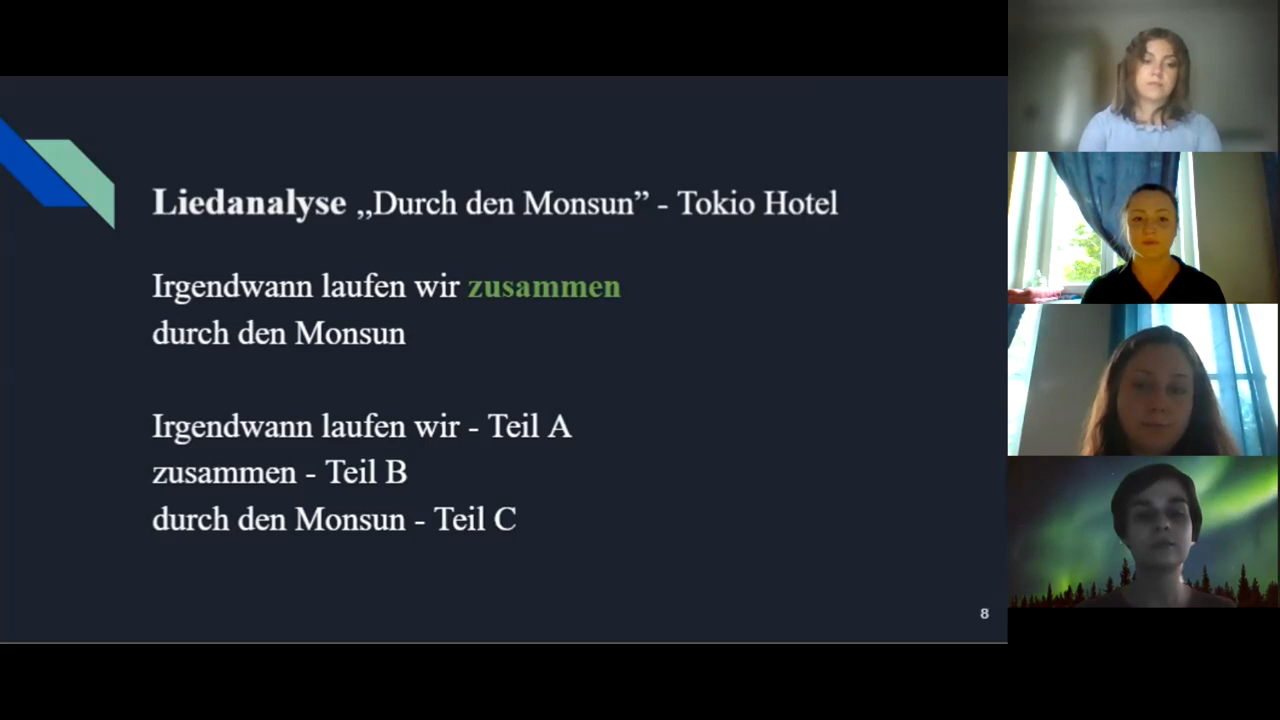 Liedanalyse „Durch den Monsun” - Tokio Hotel
Irgendwann laufen wir zusammen
durch den Monsun
Irgendwann laufen wir - Teil A
zusammen - Teil B
durch den Monsun - Teil C
8